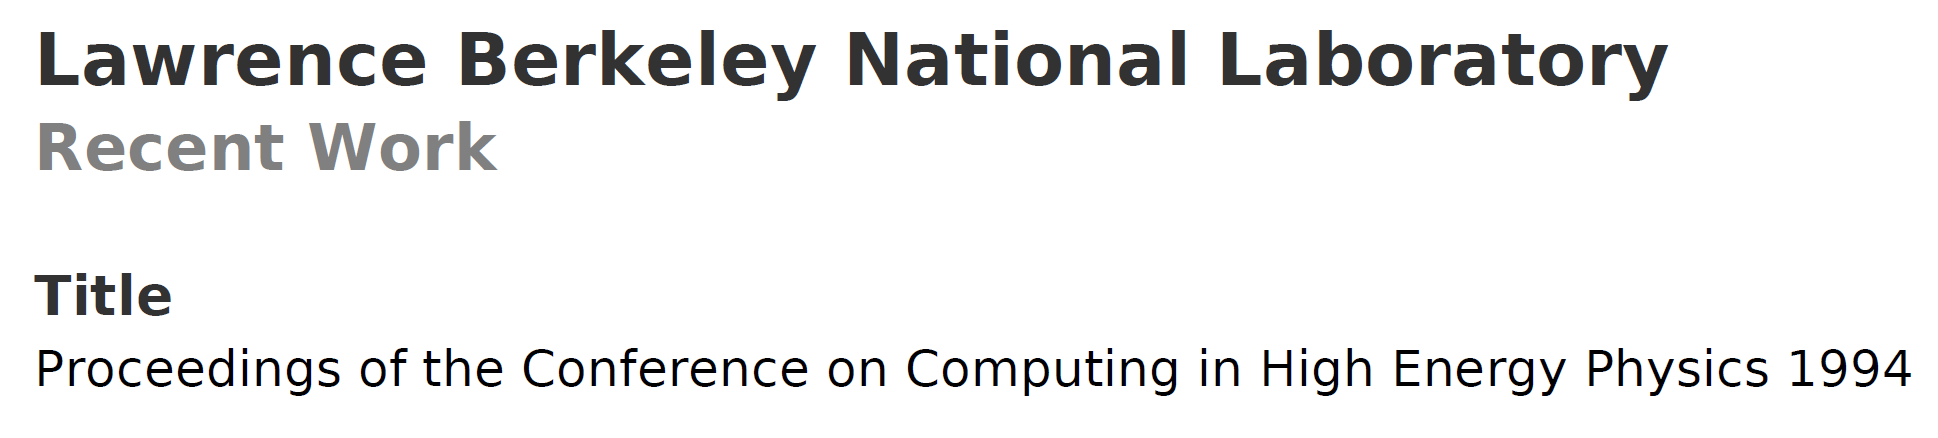 Lawrence Berkeley National Laboratory
Recent Work
Title
Proceedings of the Conference on Computing in High Energy Physics 1994